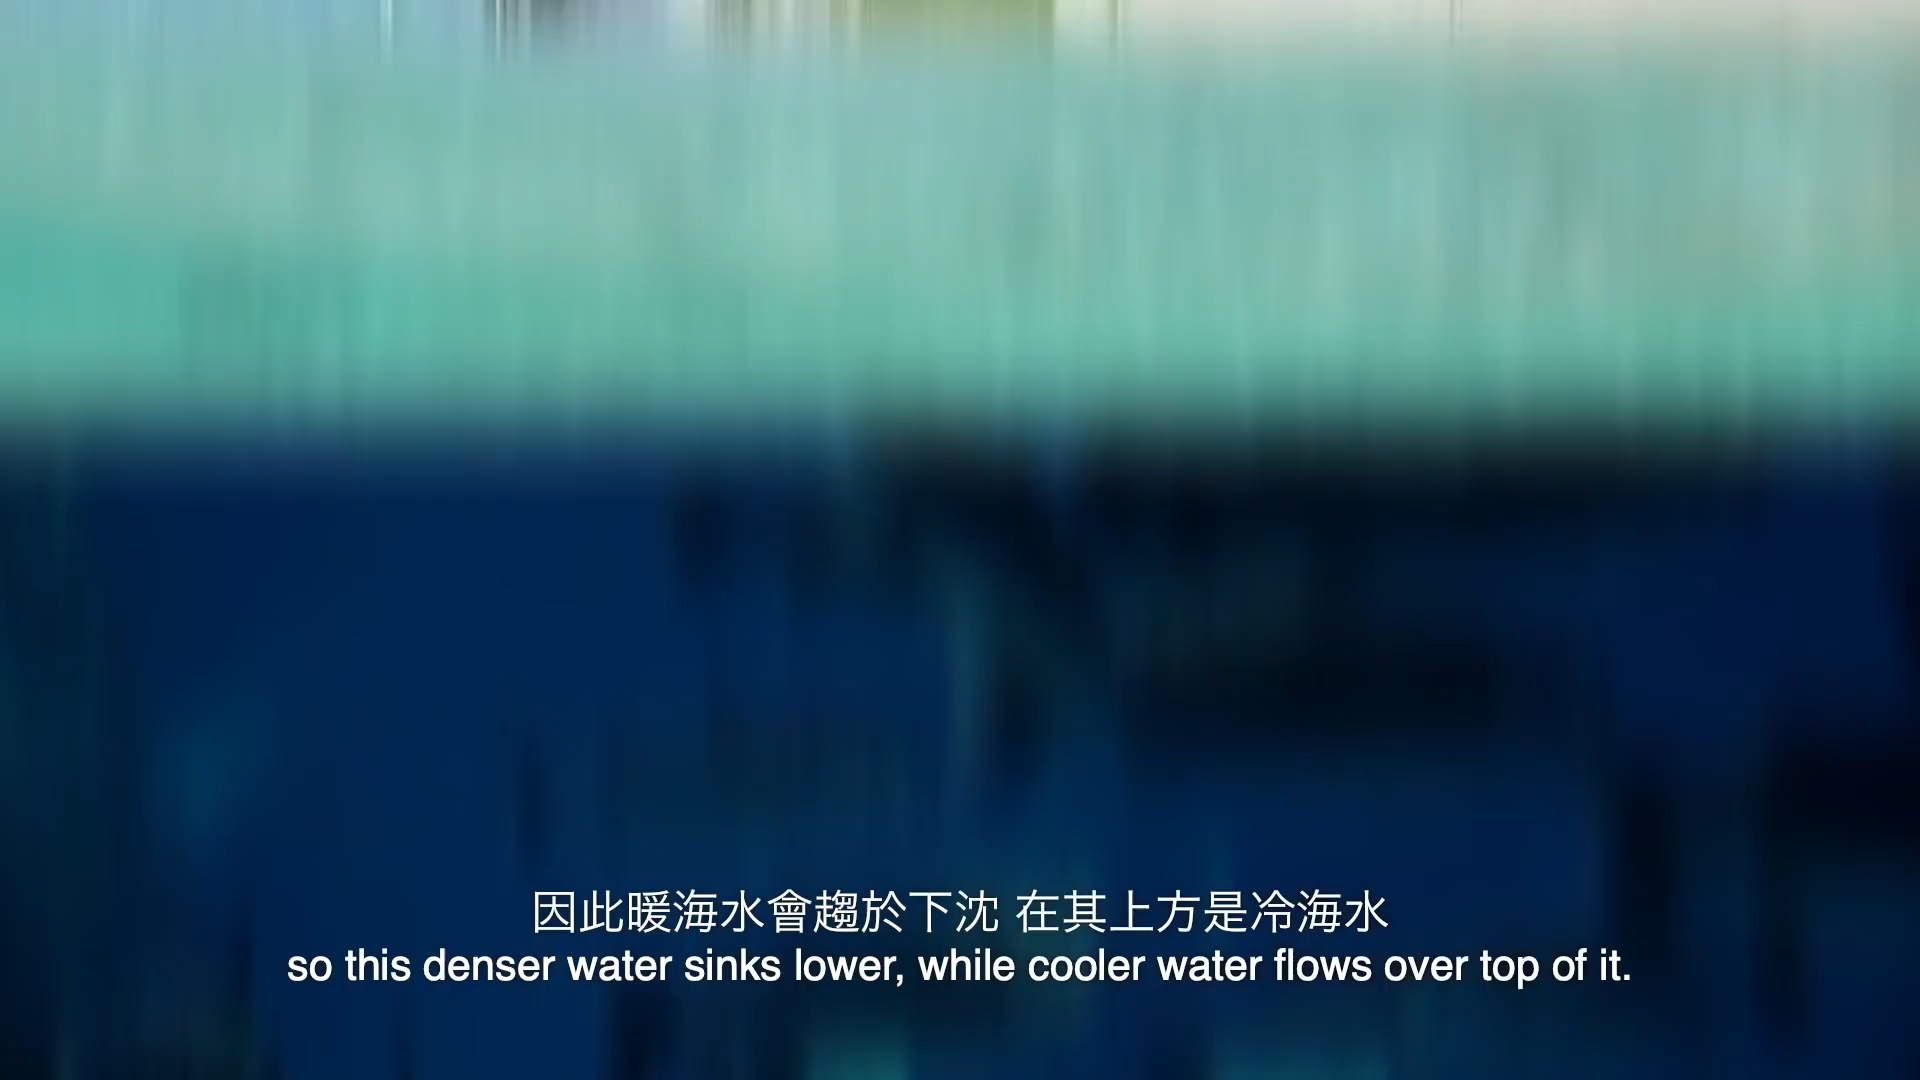 因此暖海水會趨於下沈 在其上方是冷海水
so this denser water sinks lower, while cooler water flows over top of it.